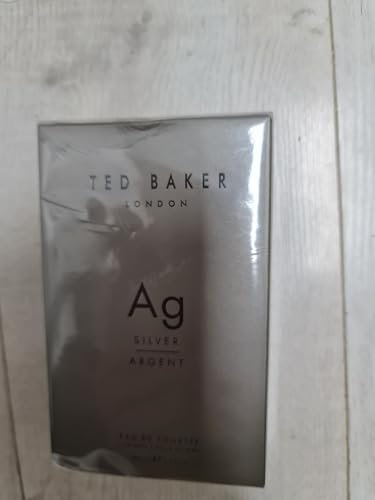 TED BAKER
LONDON
Ag
SILVER
ARGENT
EAU DE TOILETTE